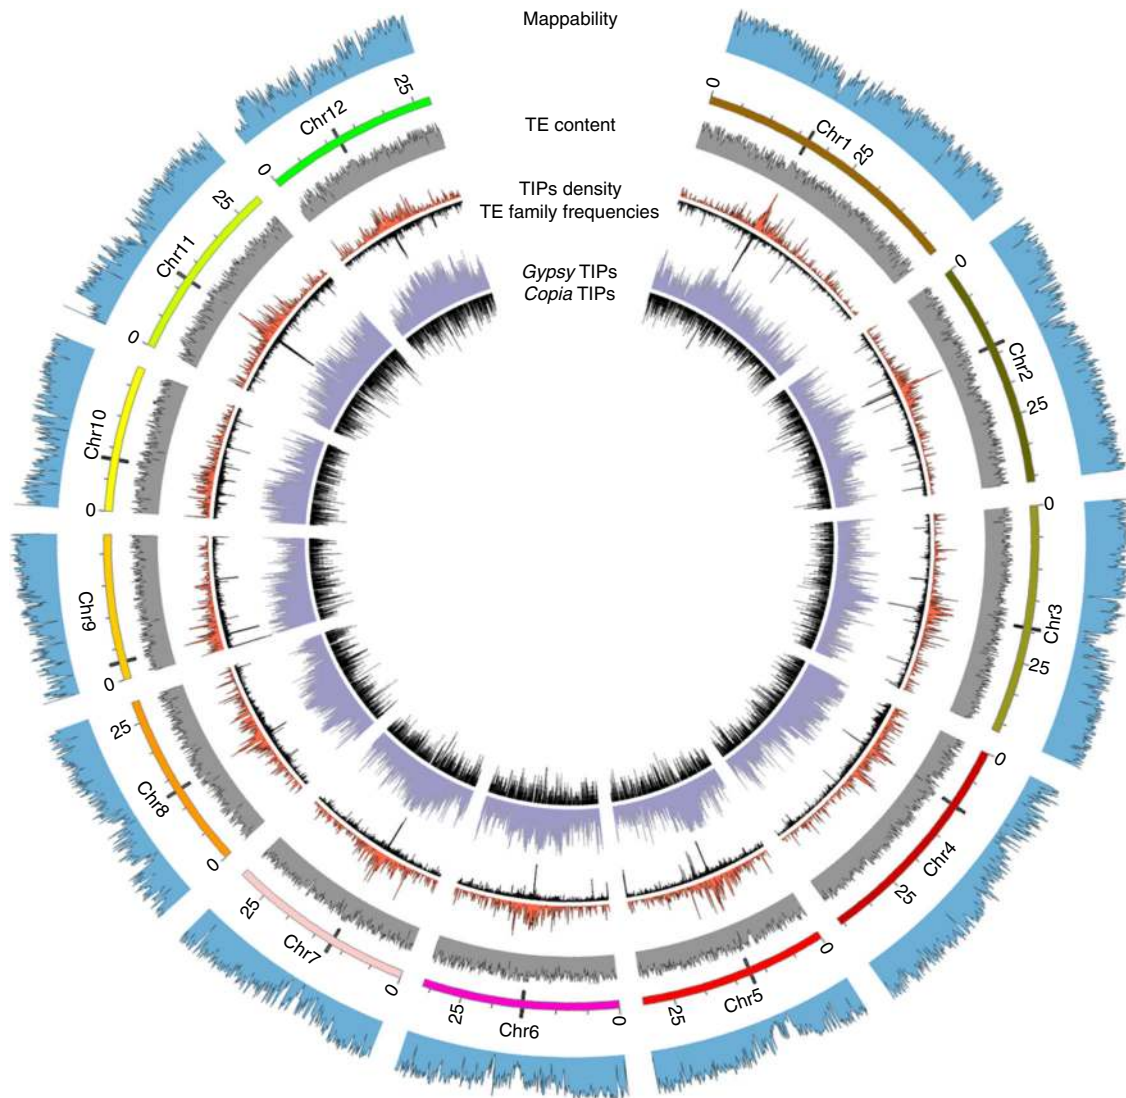 Mappability
TE content
TIPs density
TE family frequencies
Gypsy TIPs
Copia TIPs
0
Chr1
25
0
Chr2
25
0
Chr3
25
0
Chr4
25
0
Chr5
25
0
Chr6
25
0
Chr7
25
0
Chr8
25
0
Chr9
0
Chr10
0
Chr11
25
0
Chr12
25